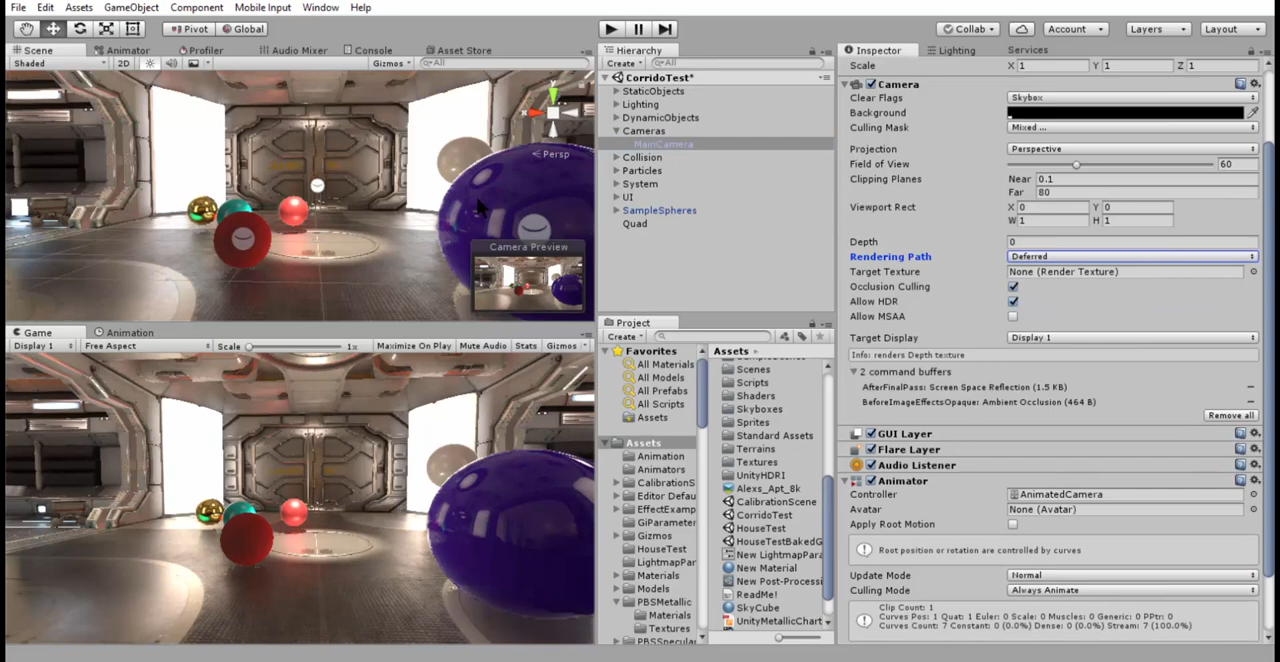 File Edit Assets GameObject Component Mobile Input Window Help
Pivot Global Collab Account Layers Layout
Scene Animator Profiler Audio Mixer Console Asset Store
Shaded 2D Gizmos All
y
x
Persp
Camera Preview
Game Animation
Display 1 Free Aspect Scale 1x Maximize On Play Mute Audio Stats Gizmos
Hierarchy
Create All
CorridoTest*
StaticObjects
Lighting
DynamicObjects
Cameras
MainCamera
Collision
Particles
System
UI
SampleSpheres
Quad
Project
Create
Favorites
All Materials
All Models
All Prefabs
All Scripts
Assets
Assets
Animation
Animators
CalibrationS
Editor Defau
EffectExamp
GiParameter
Gizmos
HouseTest
LightmapPar
Materials
Models
PBSMetallic
Materials
Textures
PBSSpecula
Assets
Scenes
Scripts
Shaders
Skyboxes
Sprites
Standard Assets
Terrains
Textures
UnityHDRI
Alexs_Apt_8k
CalibrationScene
CorridoTest
HouseTest
HouseTestBakedG
New LightmapPara
New Material
New Post-Processi
ReadMe!
SkyCube
UnityMetallicChart
Inspector Lighting Services
Scale X 1 Y 1 Z 1
Camera
Clear Flags Skybox
Background
Culling Mask Mixed ...
Projection Perspective
Field of View 60
Clipping Planes Near 0.1
Far 80
Viewport Rect X 0 Y 0
W 1 H 1
Depth 0
Rendering Path Deferred
Target Texture None (Render Texture)
Occlusion Culling
Allow HDR
Allow MSAA
Target Display Display 1
Info: renders Depth texture
2 command buffers
AfterFinalPass: Screen Space Reflection (1.5 KB)
BeforeImageEffectsOpaque: Ambient Occlusion (464 B)
Remove all
GUI Layer
Flare Layer
Audio Listener
Animator
Controller AnimatedCamera
Avatar None (Avatar)
Apply Root Motion
Root position or rotation are controlled by curves
Update Mode Normal
Culling Mode Always Animate
Clip Count: 1
Curves Pos: 1 Quat: 1 Euler: 0 Scale: 0 Muscles: 0 Generic: 0 PPtr: 0
Curves Count: 7 Constant: 0 (0.0%) Dense: 0 (0.0%) Stream: 7 (100.0%)